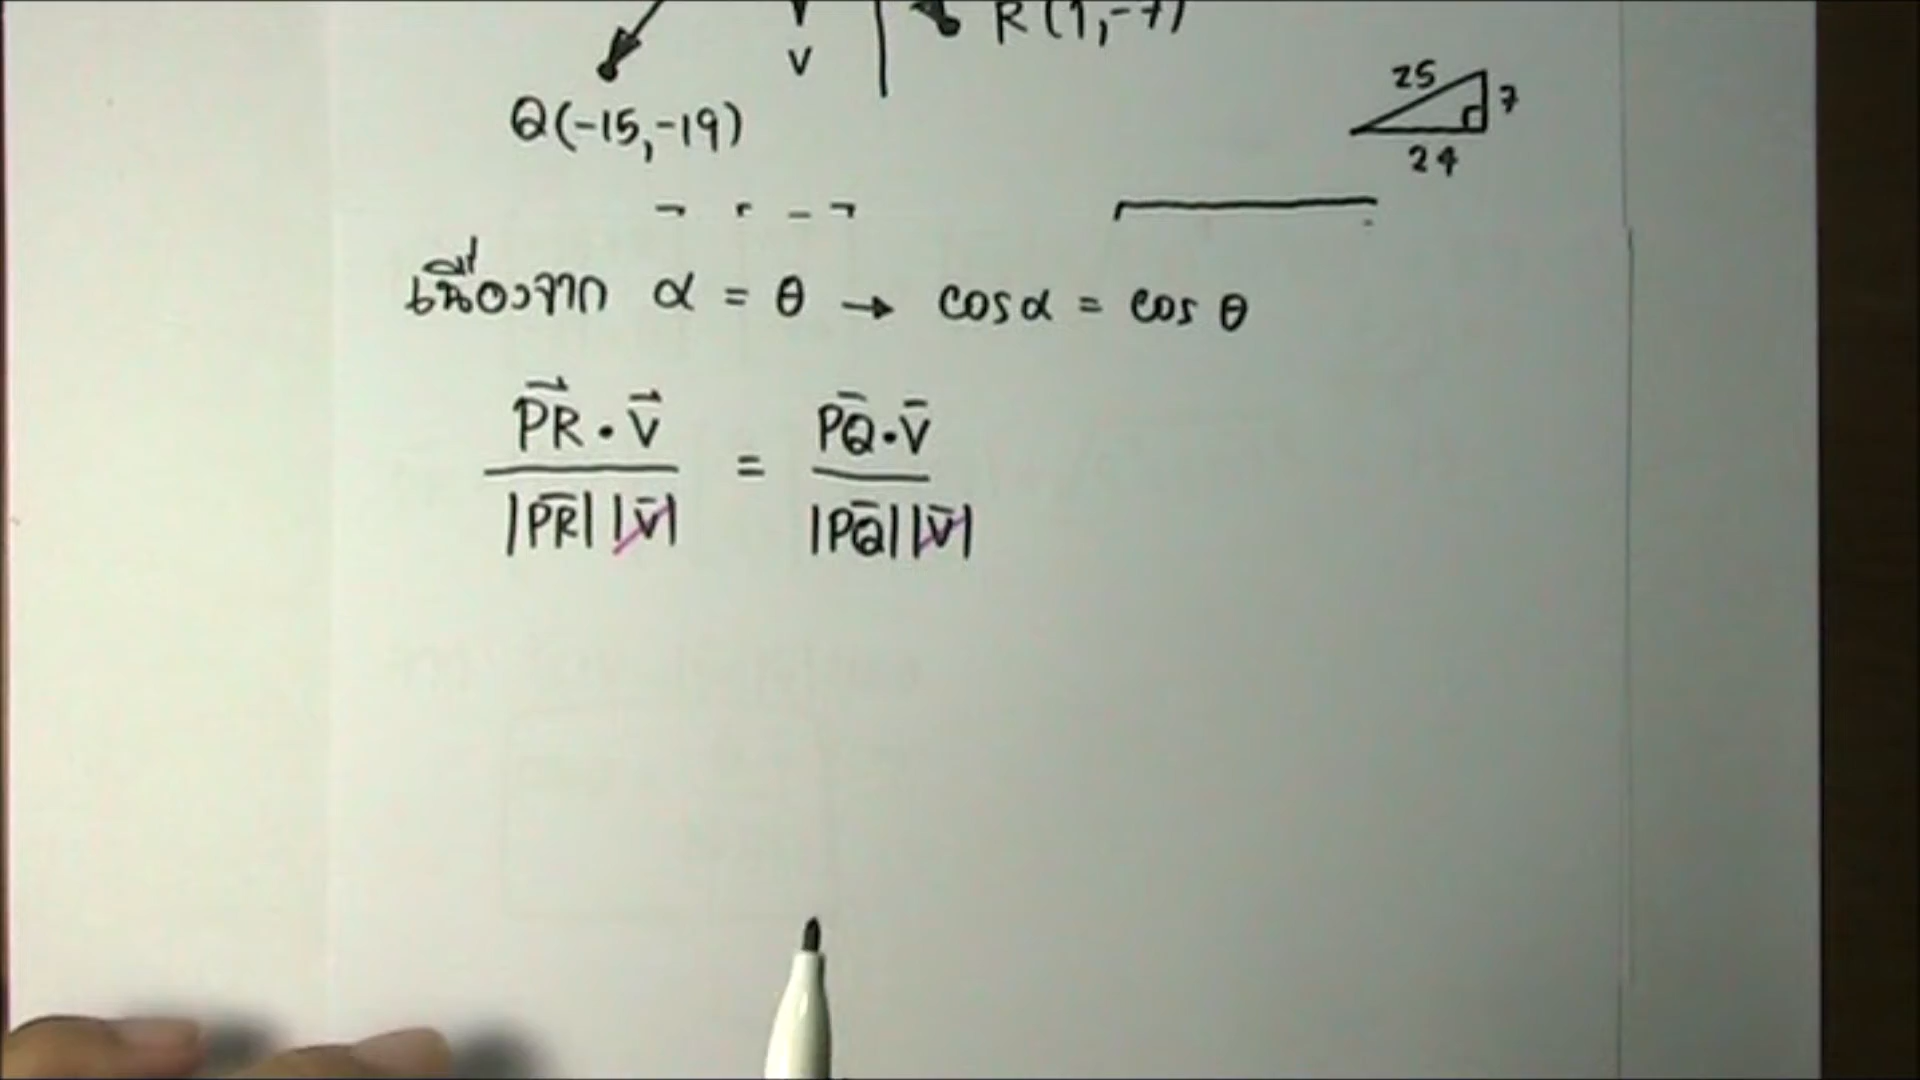 R(1,-7)
V
25
7
24
Q(-15,-19)
เนื่องจาก α = θ → cosα = cos θ
PR⃗ · V⃗ = PQ̄ · V̄
|PR̄| |V̄| |PQ̄| |V̄|